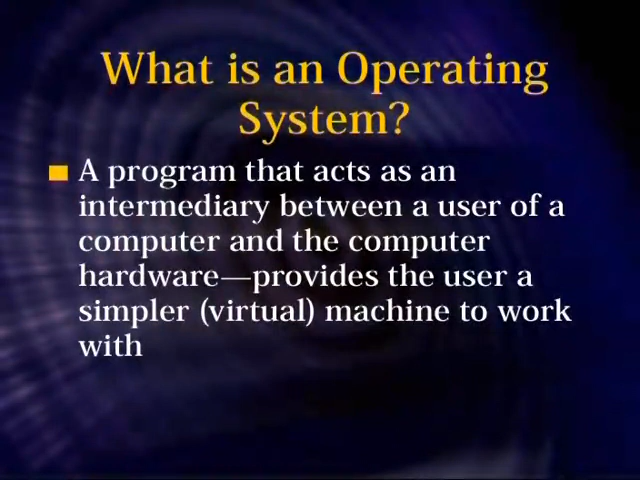 What is an Operating
System?
A program that acts as an
intermediary between a user of a
computer and the computer
hardware—provides the user a
simpler (virtual) machine to work
with